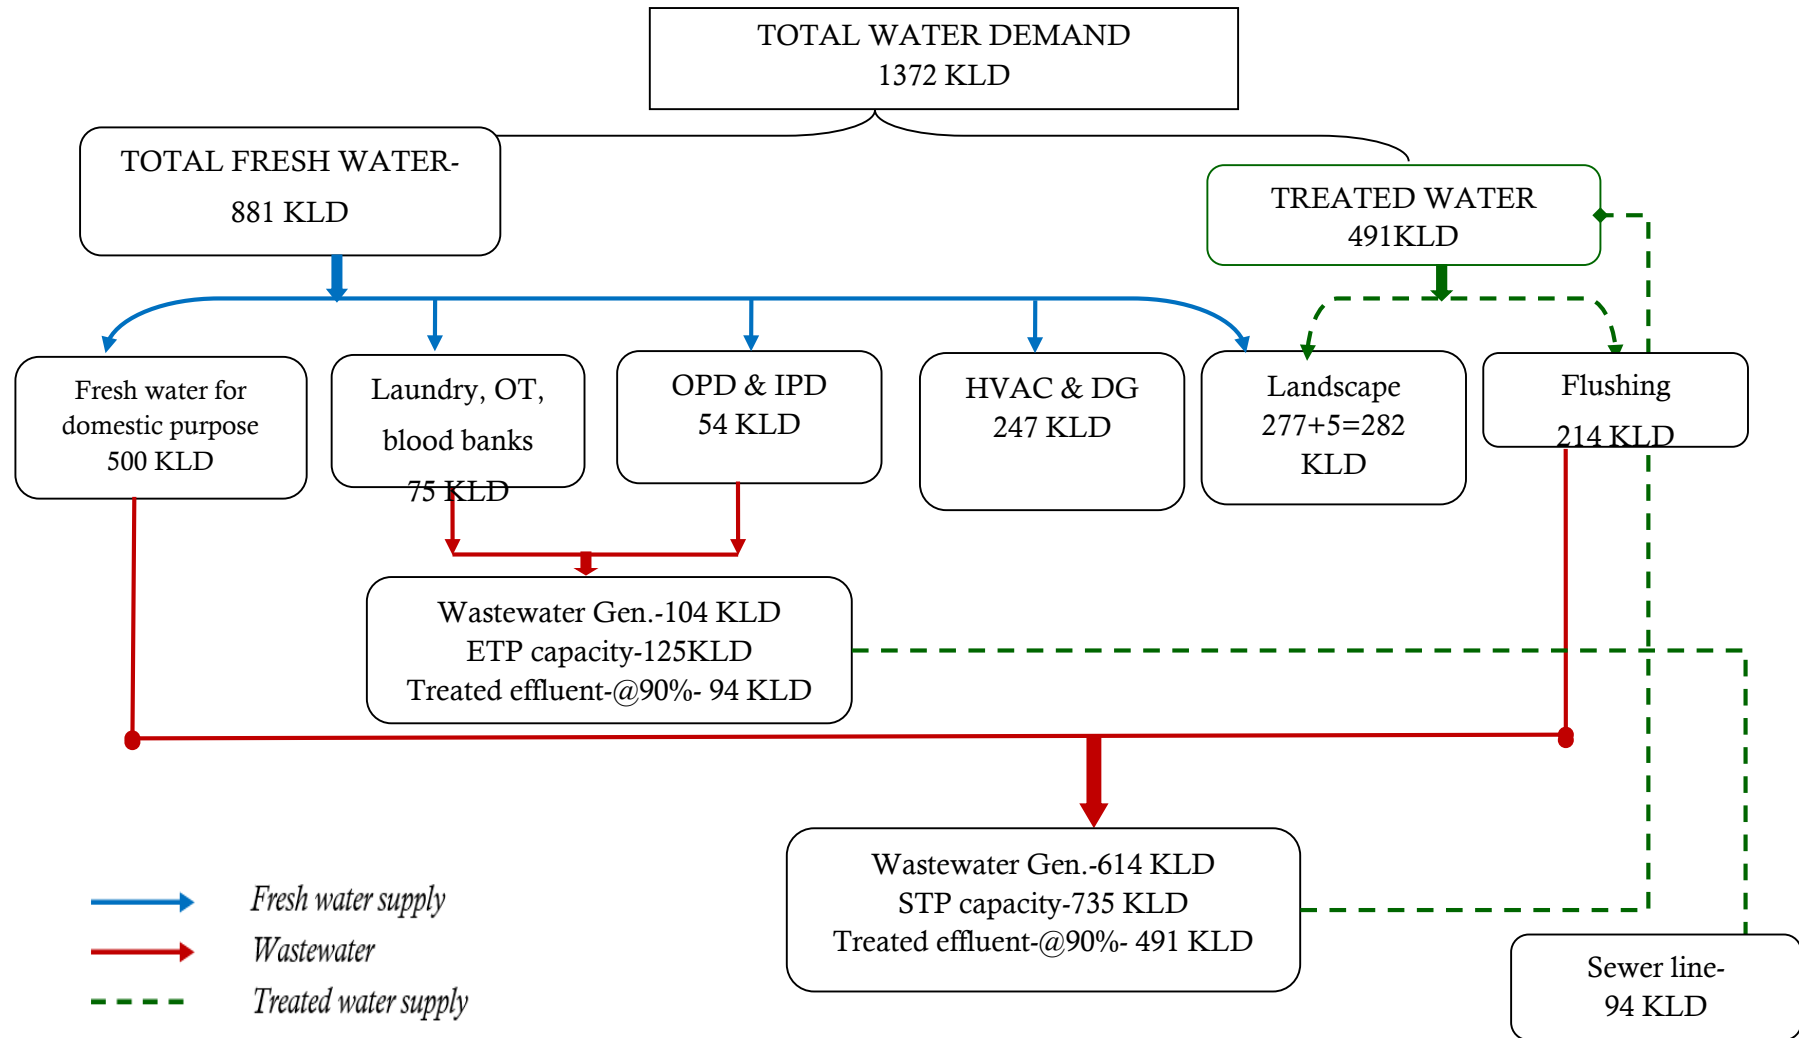 TOTAL WATER DEMAND
1372 KLD
TOTAL FRESH WATER-
881 KLD
TREATED WATER
491KLD
Fresh water for
domestic purpose
500 KLD
Laundry, OT,
blood banks
75 KLD
OPD & IPD
54 KLD
HVAC & DG
247 KLD
Landscape
277+5=282
KLD
Flushing
214 KLD
Wastewater Gen.-104 KLD
ETP capacity-125KLD
Treated effluent-@90%- 94 KLD
Wastewater Gen.-614 KLD
STP capacity-735 KLD
Treated effluent-@90%- 491 KLD
Sewer line-
94 KLD
Fresh water supply
Wastewater
Treated water supply